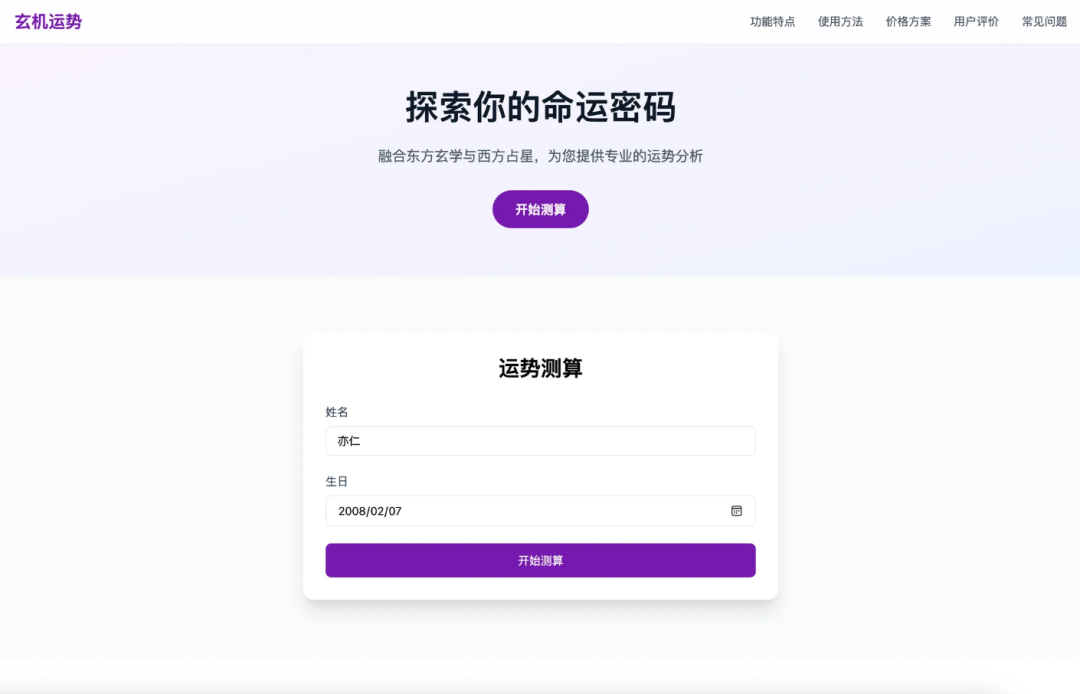 玄机运势
功能特点 使用方法 价格方案 用户评价 常见问题
探索你的命运密码
融合东方玄学与西方占星，为您提供专业的运势分析
开始测算
运势测算
姓名
亦仁
生日
2008/02/07
开始测算